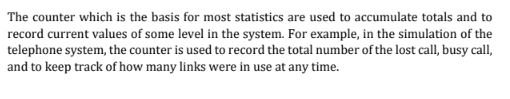 The counter which is the basis for most statistics are used to accumulate totals and to
record current values of some level in the system. For example, in the simulation of the
telephone system, the counter is used to record the total number of the lost call, busy call,
and to keep track of how many links were in use at any time.